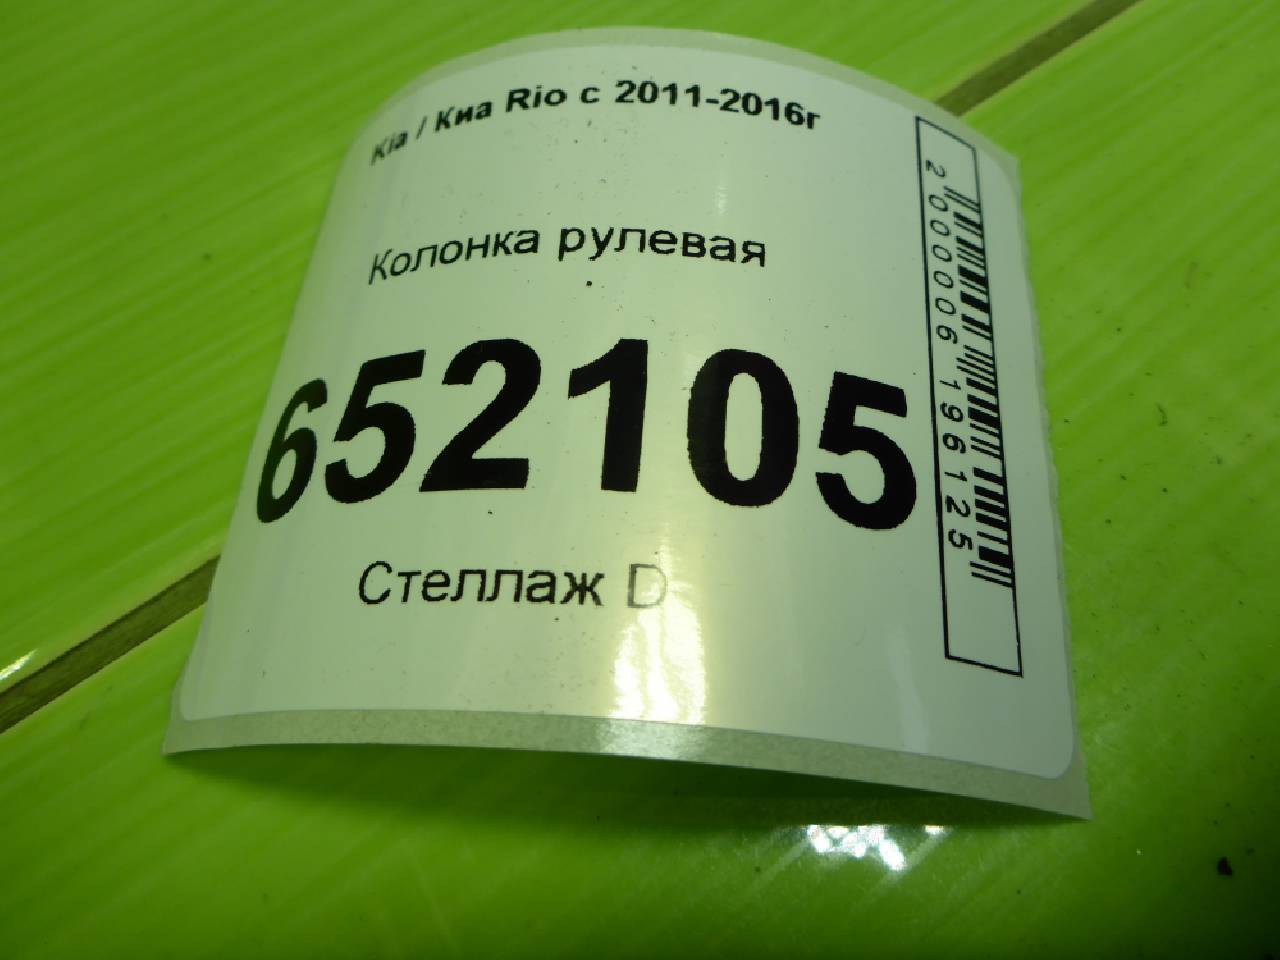 Kia / Киа Rio с 2011-2016г
Колонка рулевая
652105
Стеллаж D
2000006196125